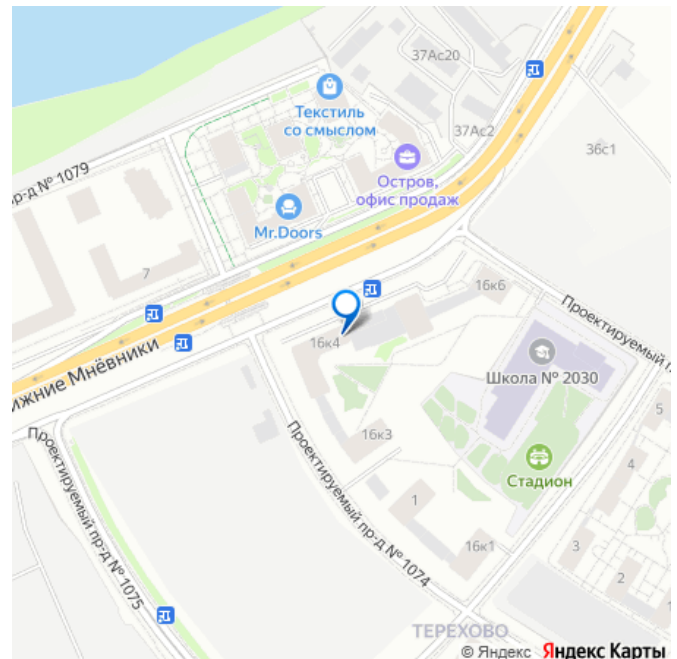 37Ас20
Текстиль
со смыслом
37Ас2
36с1
Остров,
офис продаж
пр-д № 1079
Mr.Doors
7
16к6
Проектируемый п
16к4
Школа № 2030
ижние Мнёвники
16к3
5
Стадион
4
Проектируемый пр-д № 1075
Проектируемый пр-д № 1074
1
16к1
3
2
ТЕРЕХОВО
© Яндекс Яндекс Карты